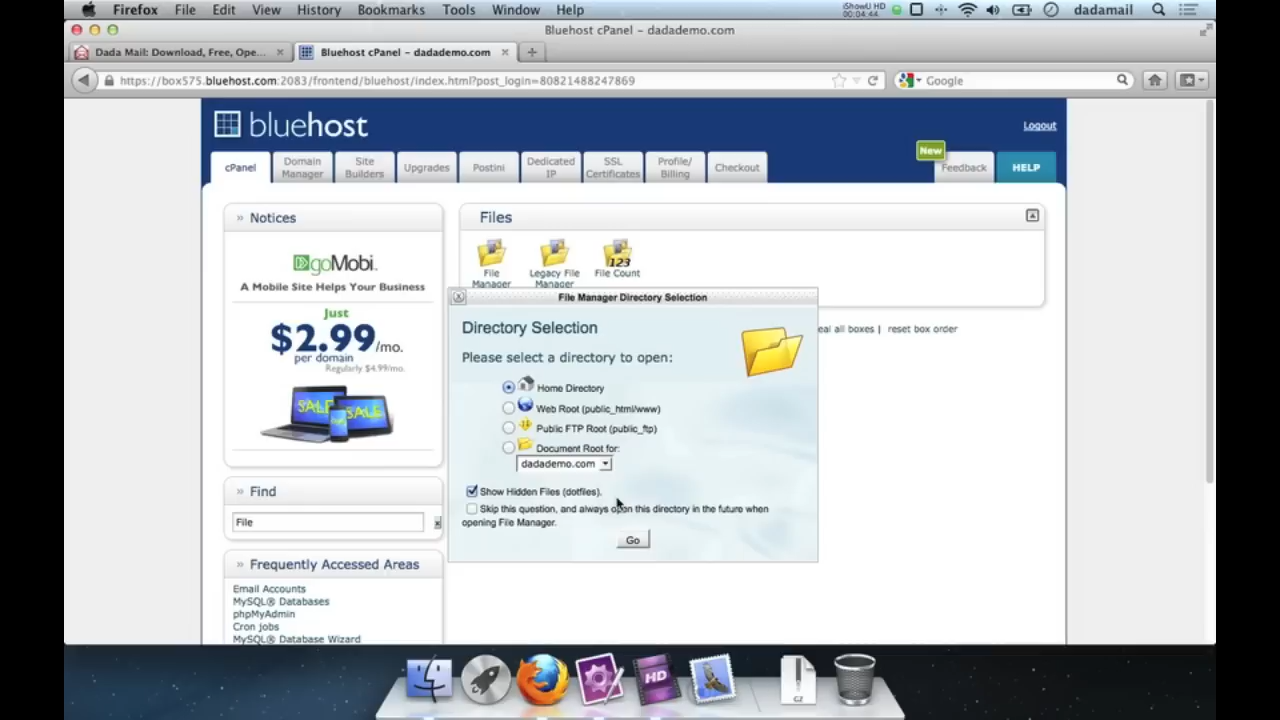 Firefox File Edit View History Bookmarks Tools Window Help iShowU HD 00:04:44 dadamail
Bluehost cPanel – dadademo.com
Dada Mail: Download, Free, Ope... Bluehost cPanel – dadademo.com
https://box575.bluehost.com:2083/frontend/bluehost/index.html?post_login=80821488247869 Google
bluehost
Logout
New
cPanel Domain Manager Site Builders Upgrades Postini Dedicated IP SSL Certificates Profile/ Billing Checkout Feedback HELP
» Notices
goMobi.
A Mobile Site Helps Your Business
Just
$2.99/mo.
per domain
Regularly $4.99/mo.
SALE SALE
» Find
File
» Frequently Accessed Areas
Email Accounts
MySQL® Databases
phpMyAdmin
Cron jobs
MySQL® Database Wizard
Files
File Manager
Legacy File Manager
123
File Count
eal all boxes | reset box order
File Manager Directory Selection
Directory Selection
Please select a directory to open:
Home Directory
Web Root (public_html/www)
Public FTP Root (public_ftp)
Document Root for:
dadademo.com
Show Hidden Files (dotfiles).
Skip this question, and always open this directory in the future when
opening File Manager.
Go
HD
GZ